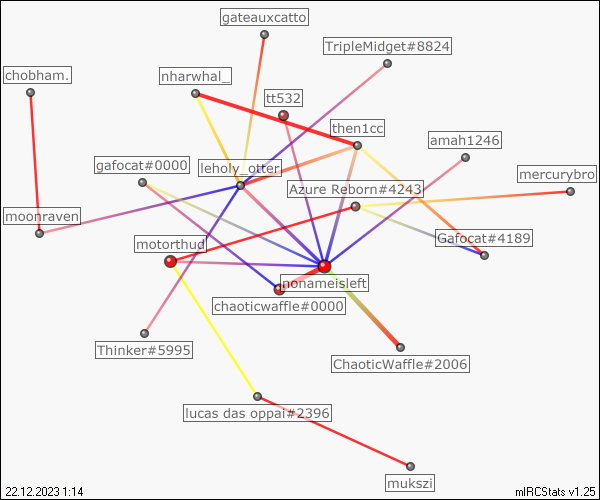 gateauxcatto
TripleMidget#8824
chobham.
nharwhal_
tt532
then1cc
amah1246
gafocat#0000
leholy_otter
mercurybro
Azure Reborn#4243
moonraven
motorthud
Gafocat#4189
nonameisleft
chaoticwaffle#0000
Thinker#5995
ChaoticWaffle#2006
lucas das oppai#2396
mukszi
22.12.2023 1:14
mIRCStats v1.25